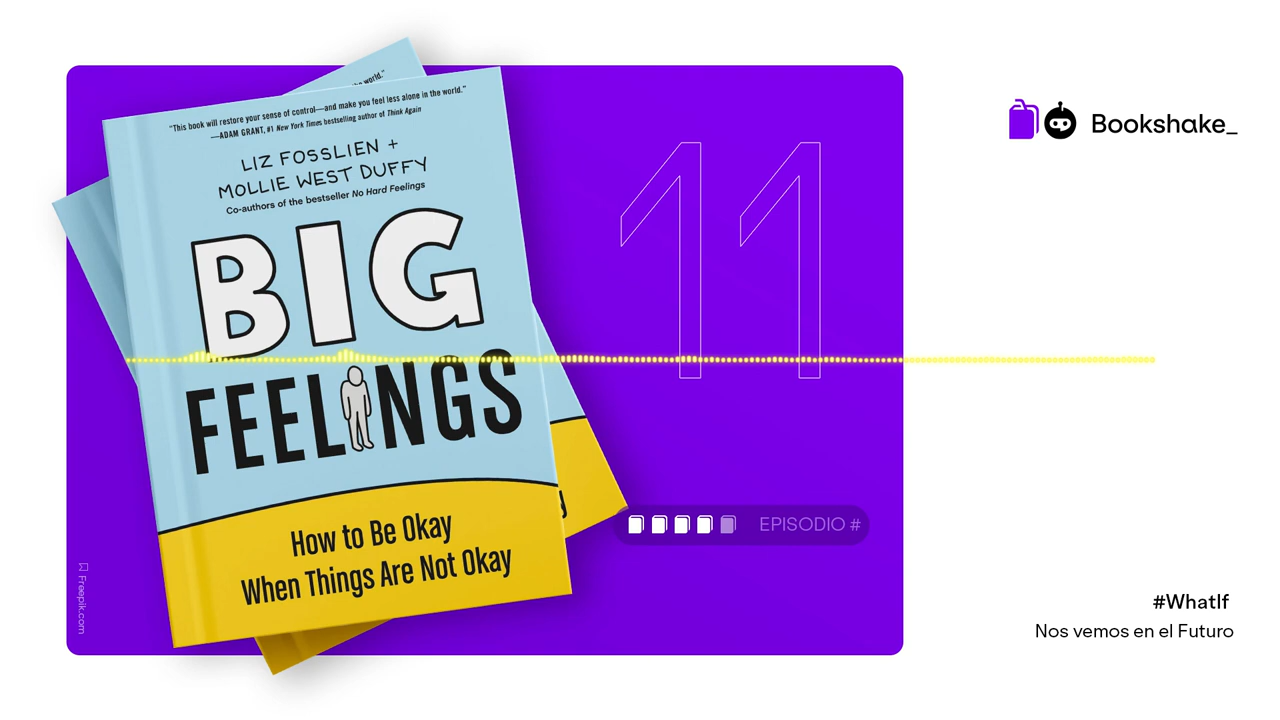 the world.”
"This book will restore your sense of control—and make you feel less alone in the world."
—ADAM GRANT, #1 New York Times bestselling author of Think Again
LIZ FOSSLIEN +
MOLLIE WEST DUFFY
Co-authors of the bestseller No Hard Feelings
BIG
FEELINGS
How to Be Okay
When Things Are Not Okay
11
EPISODIO #
Freepik.com
Bookshake_
#WhatIf
Nos vemos en el Futuro